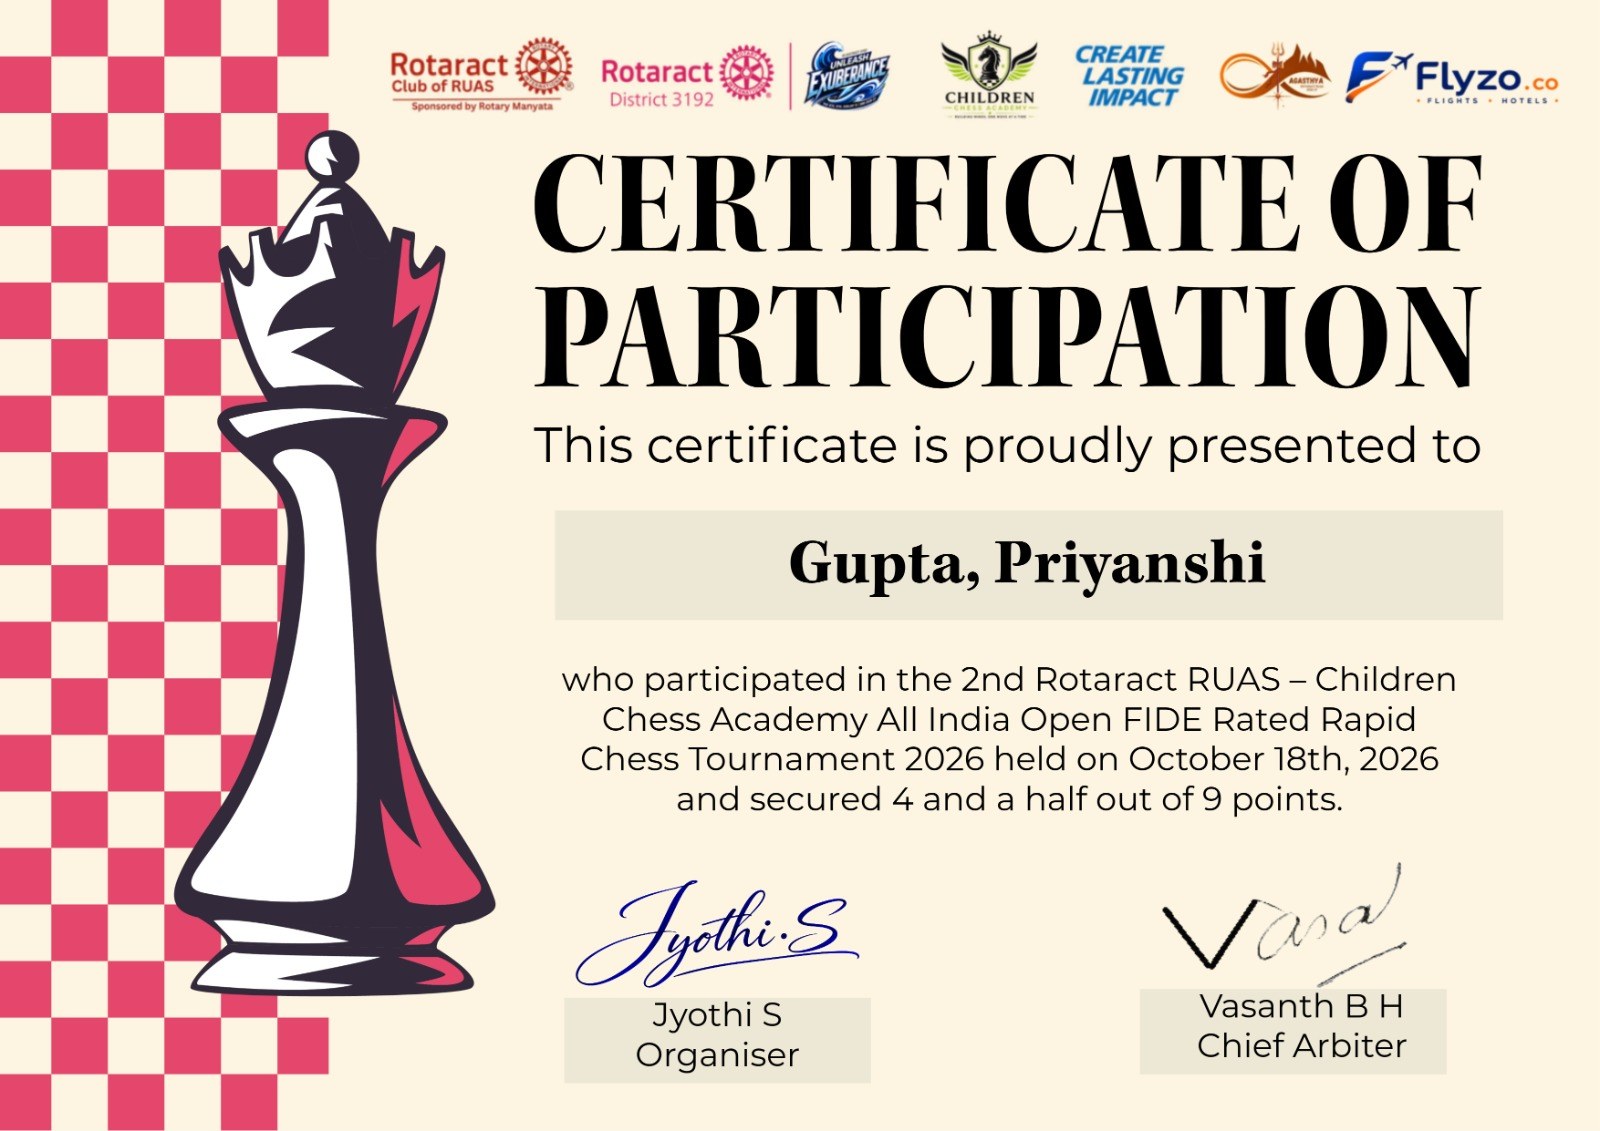 Rotaract
Club of RUAS
Sponsored by Rotary Manyata
Rotaract
District 3192
UNLEASH
EXUBERANCE
CHILDREN
CHESS ACADEMY
CREATE
LASTING
IMPACT
AGASTHYA
Flyzo.co
• FLIGHTS • HOTELS •
CERTIFICATE OF
PARTICIPATION
This certificate is proudly presented to
Gupta, Priyanshi
who participated in the 2nd Rotaract RUAS – Children
Chess Academy All India Open FIDE Rated Rapid
Chess Tournament 2026 held on October 18th, 2026
and secured 4 and a half out of 9 points.
Jyothi.S
Vasa
Jyothi S
Organiser
Vasanth B H
Chief Arbiter